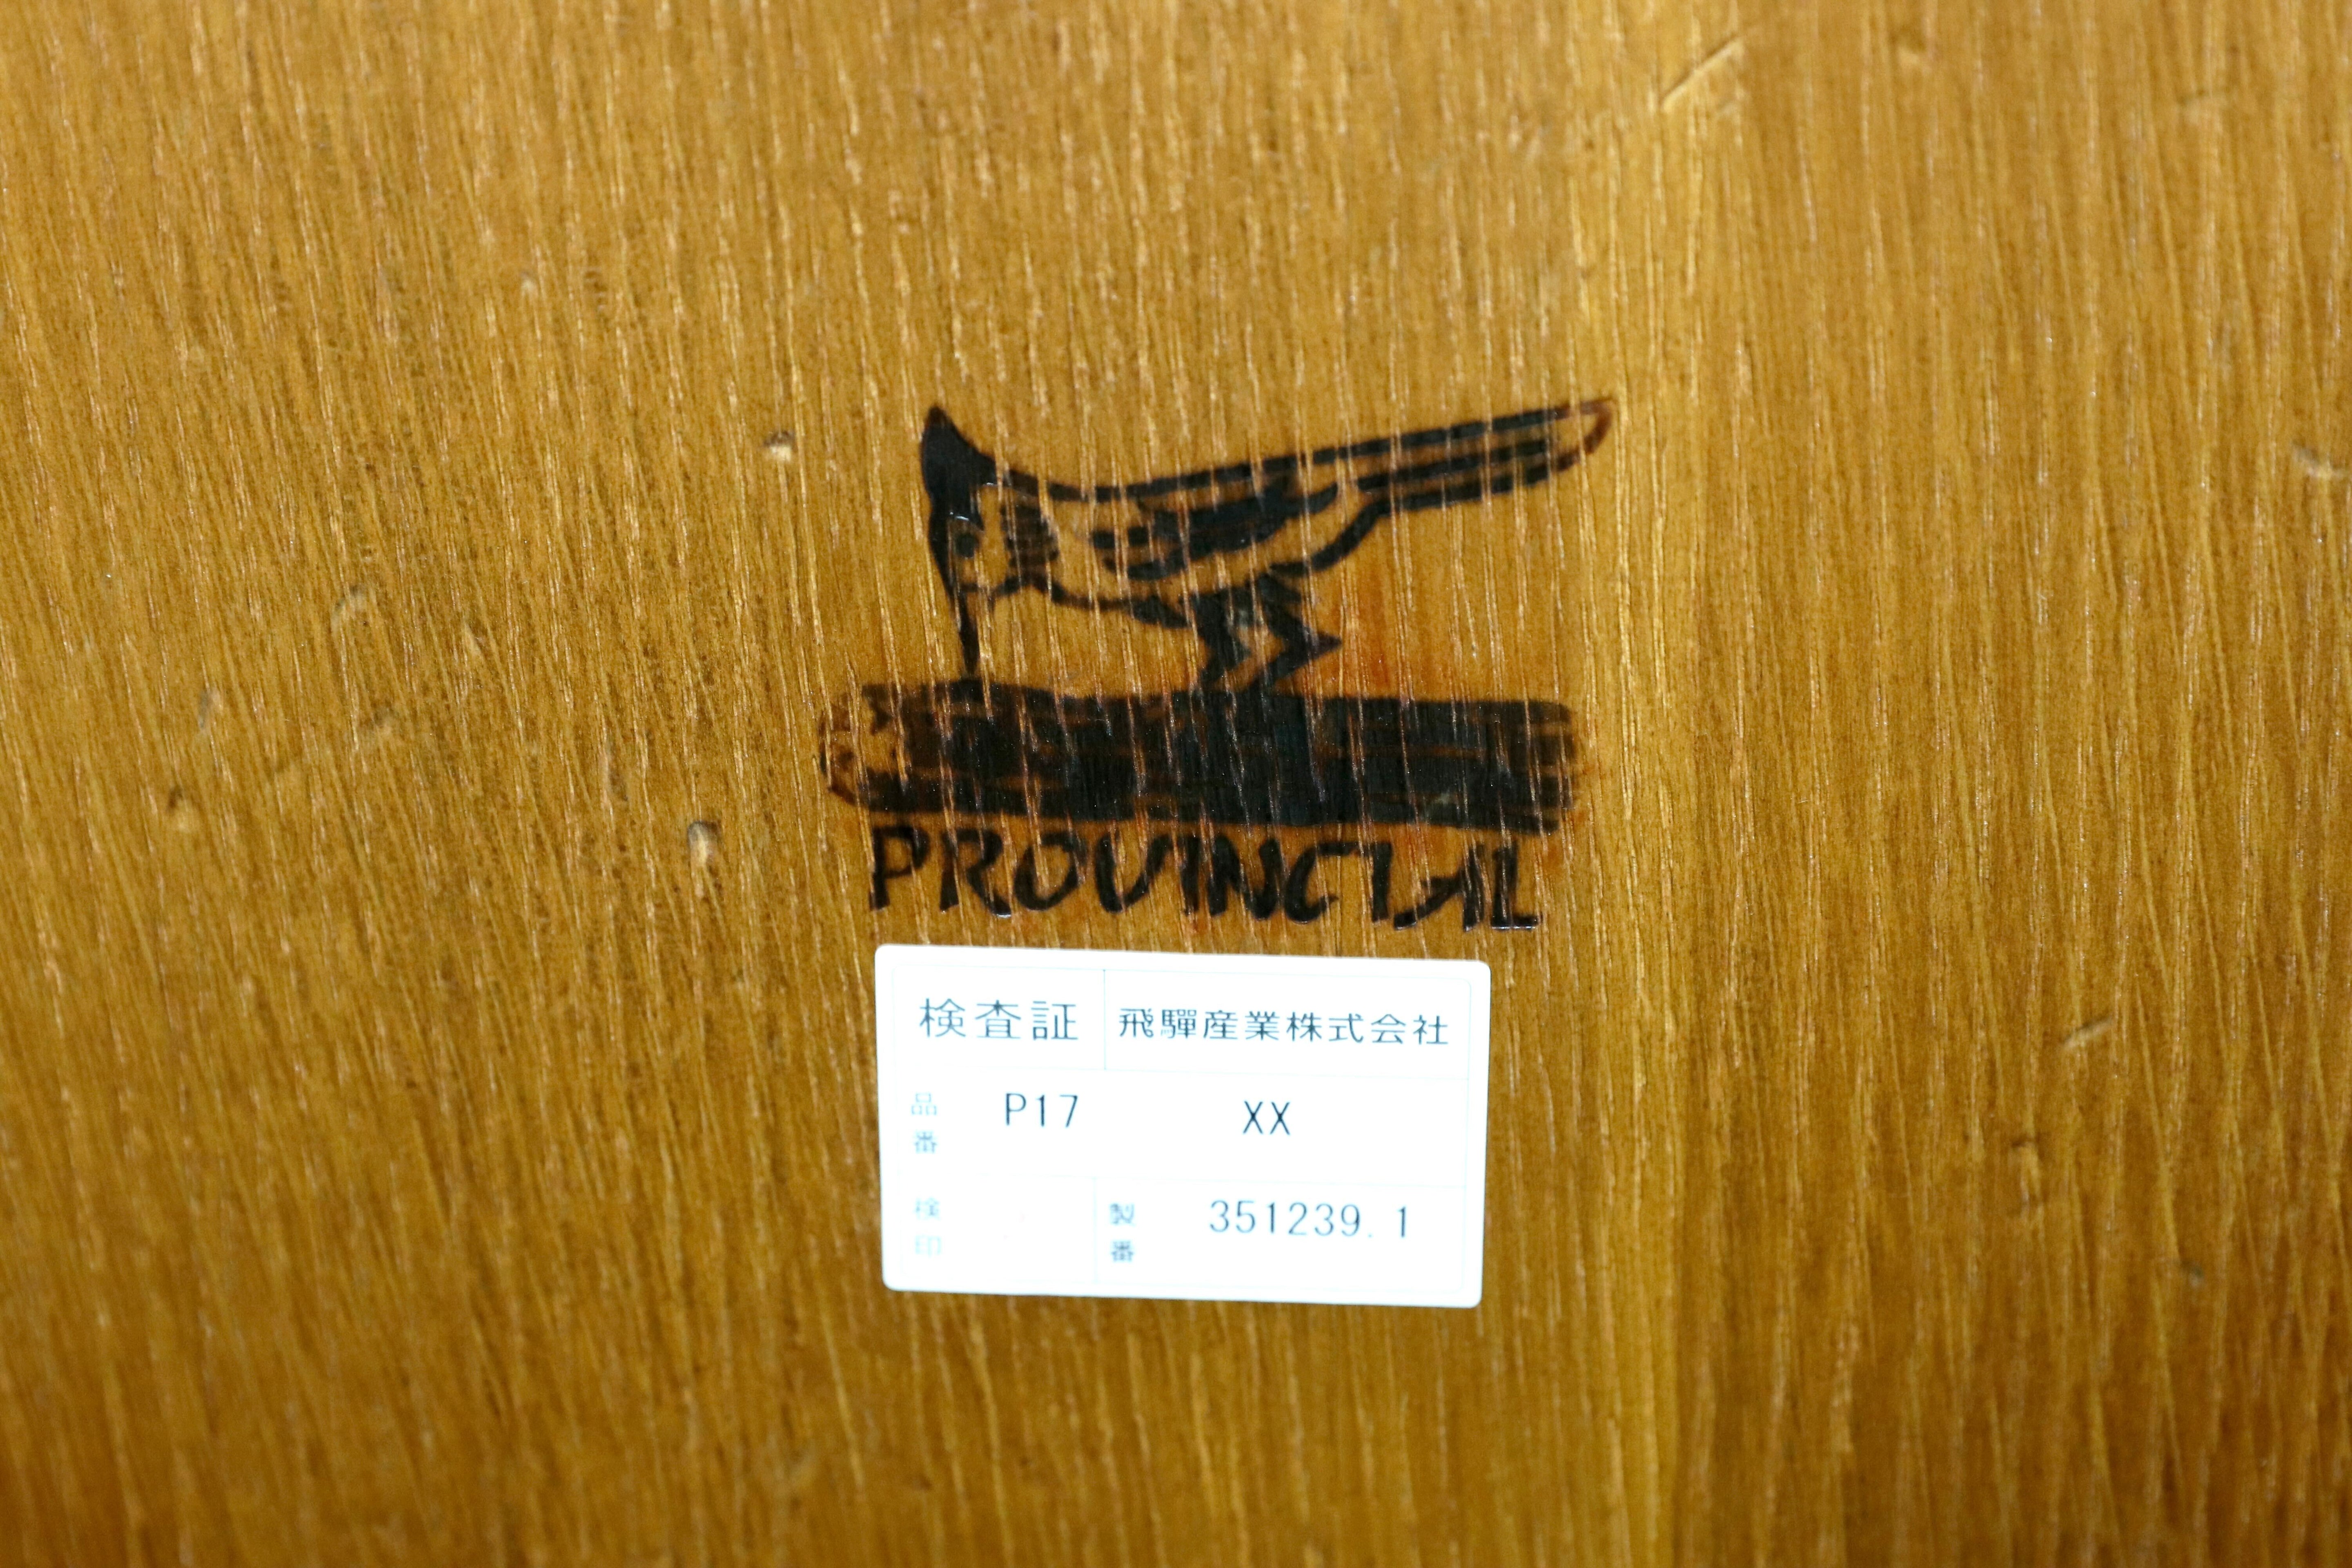 PROVINCIAL
検査証 飛驒産業株式会社
品番 P17 XX
検印 製番 351239.1